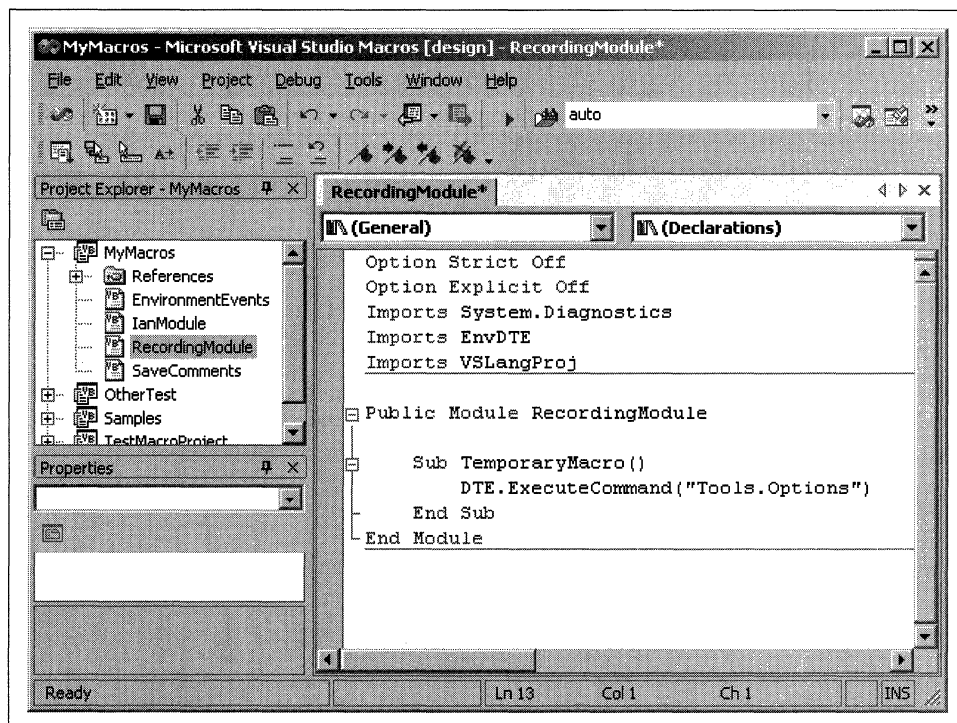 MyMacros - Microsoft Visual Studio Macros [design] - RecordingModule*
File Edit View Project Debug Tools Window Help
auto
Project Explorer - MyMacros
MyMacros
References
EnvironmentEvents
IanModule
RecordingModule
SaveComments
OtherTest
Samples
TestMacroProject
Properties
RecordingModule*
(General) (Declarations)
Option Strict Off
Option Explicit Off
Imports System.Diagnostics
Imports EnvDTE
Imports VSLangProj
Public Module RecordingModule
Sub TemporaryMacro()
DTE.ExecuteCommand("Tools.Options")
End Sub
End Module
Ready Ln 13 Col 1 Ch 1 INS